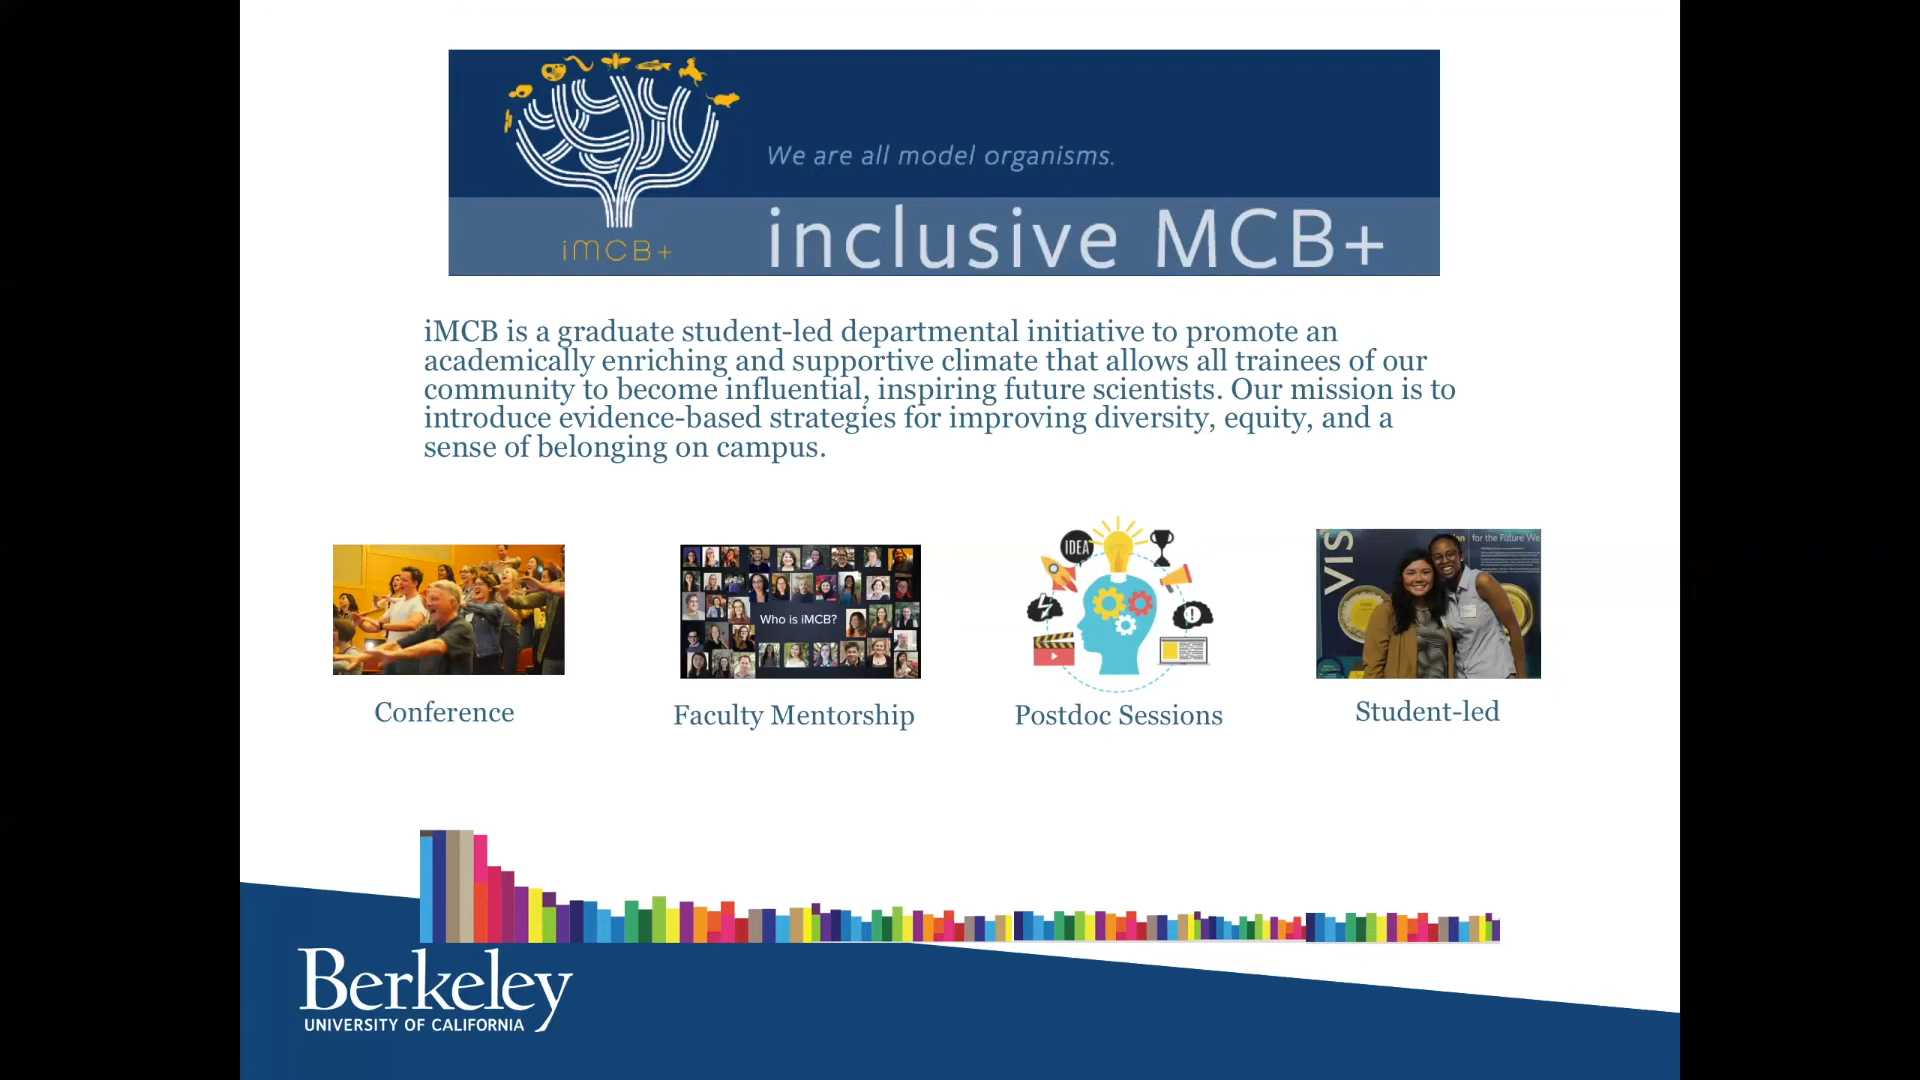 We are all model organisms.
iMCB+
inclusive MCB+
iMCB is a graduate student-led departmental initiative to promote an
academically enriching and supportive climate that allows all trainees of our
community to become influential, inspiring future scientists. Our mission is to
introduce evidence-based strategies for improving diversity, equity, and a
sense of belonging on campus.
Who is iMCB?
IDEA
VIS
for the Future We
Conference
Faculty Mentorship
Postdoc Sessions
Student-led
Berkeley
UNIVERSITY OF CALIFORNIA